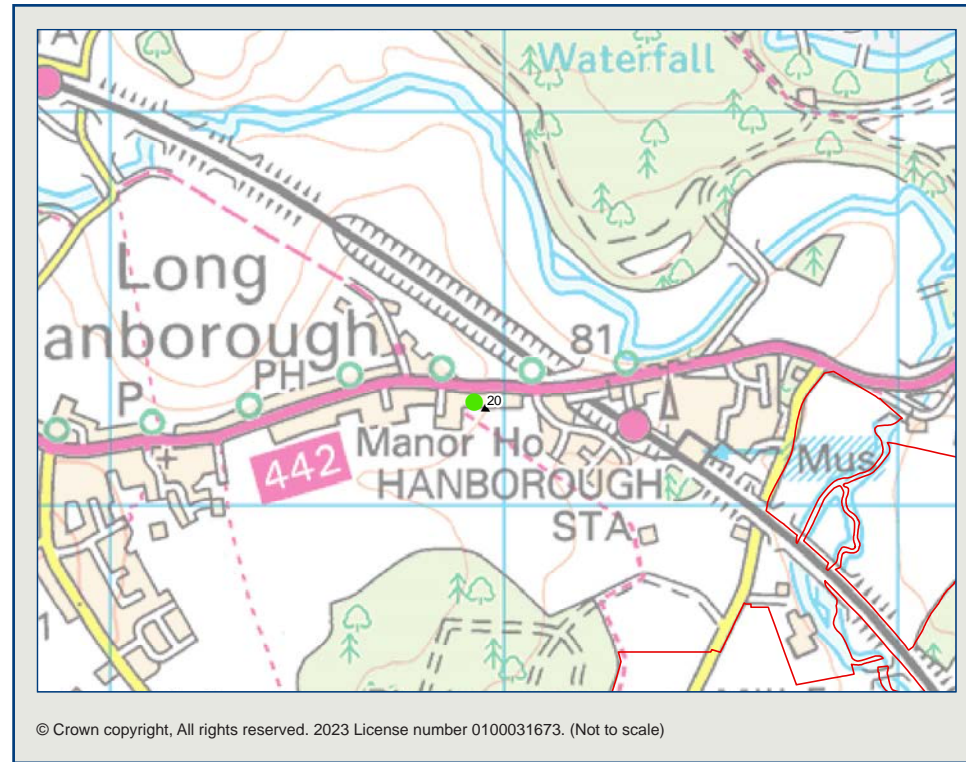 Waterfall
Long
anborough
81
PH
P
20
Manor Ho
Mus
442
HANBOROUGH
STA
© Crown copyright, All rights reserved. 2023 License number 0100031673. (Not to scale)